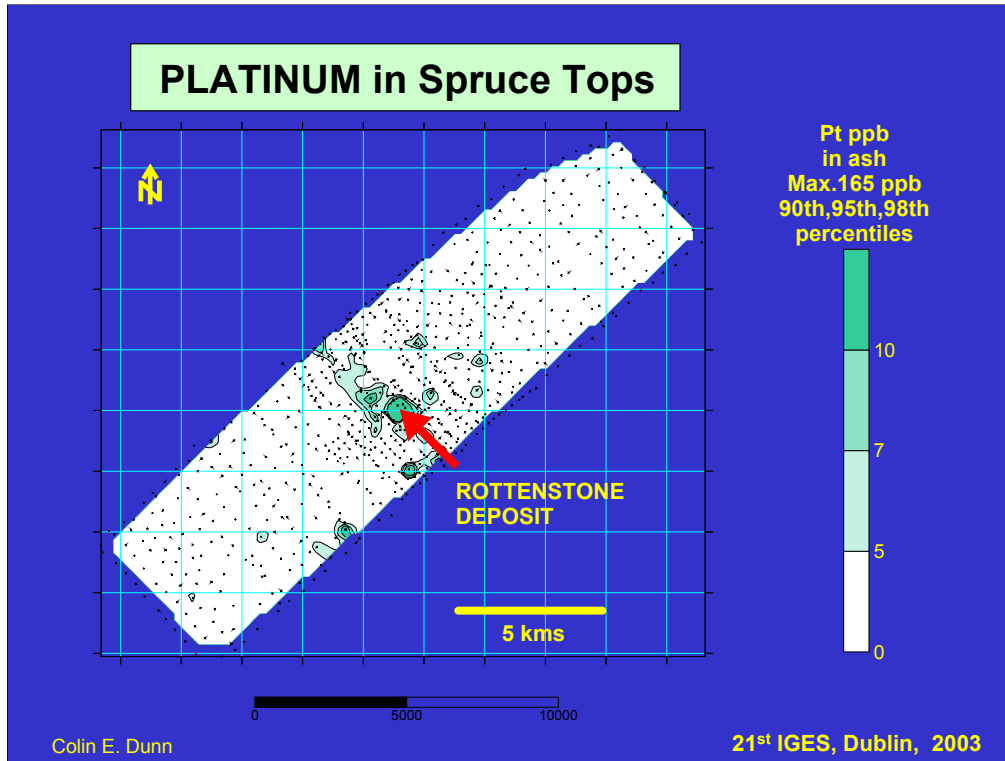 PLATINUM in Spruce Tops
Pt ppb
in ash
Max.165 ppb
90th,95th,98th
percentiles
N
10
7
5
0
ROTTENSTONE
DEPOSIT
5 kms
0 5000 10000
Colin E. Dunn
21st IGES, Dublin, 2003